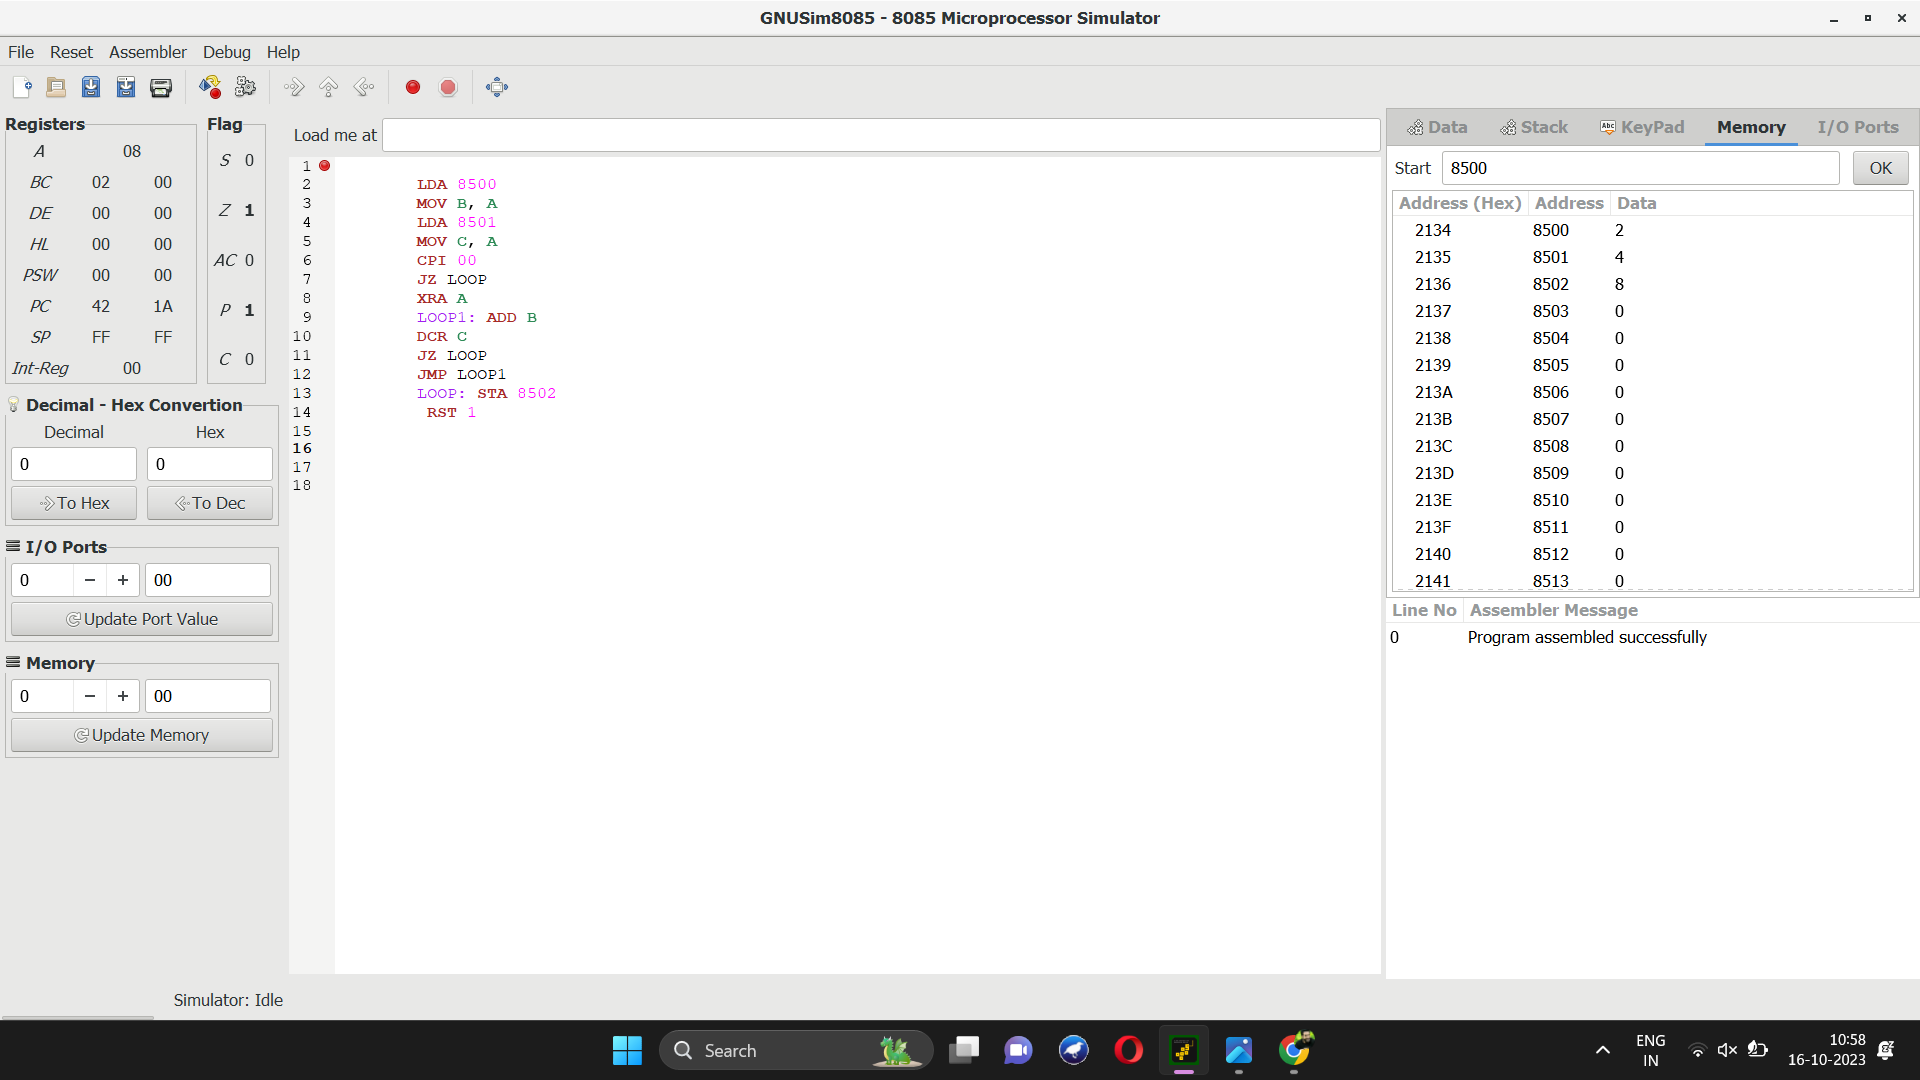 GNUSim8085 - 8085 Microprocessor Simulator
File Reset Assembler Debug Help
Registers
A 08
BC 02 00
DE 00 00
HL 00 00
PSW 00 00
PC 42 1A
SP FF FF
Int-Reg 00
Flag
S 0
Z 1
AC 0
P 1
C 0
Decimal - Hex Convertion
Decimal Hex
0 0
To Hex To Dec
I/O Ports
0 − + 00
Update Port Value
Memory
0 − + 00
Update Memory
Load me at
1
2 LDA 8500
3 MOV B, A
4 LDA 8501
5 MOV C, A
6 CPI 00
7 JZ LOOP
8 XRA A
9 LOOP1: ADD B
10 DCR C
11 JZ LOOP
12 JMP LOOP1
13 LOOP: STA 8502
14 RST 1
15
16
17
18
Data Stack Abc KeyPad Memory I/O Ports
Start 8500 OK
Address (Hex) Address Data
2134 8500 2
2135 8501 4
2136 8502 8
2137 8503 0
2138 8504 0
2139 8505 0
213A 8506 0
213B 8507 0
213C 8508 0
213D 8509 0
213E 8510 0
213F 8511 0
2140 8512 0
2141 8513 0
Line No Assembler Message
0 Program assembled successfully
Simulator: Idle
Search
ENG
IN
10:58
16-10-2023